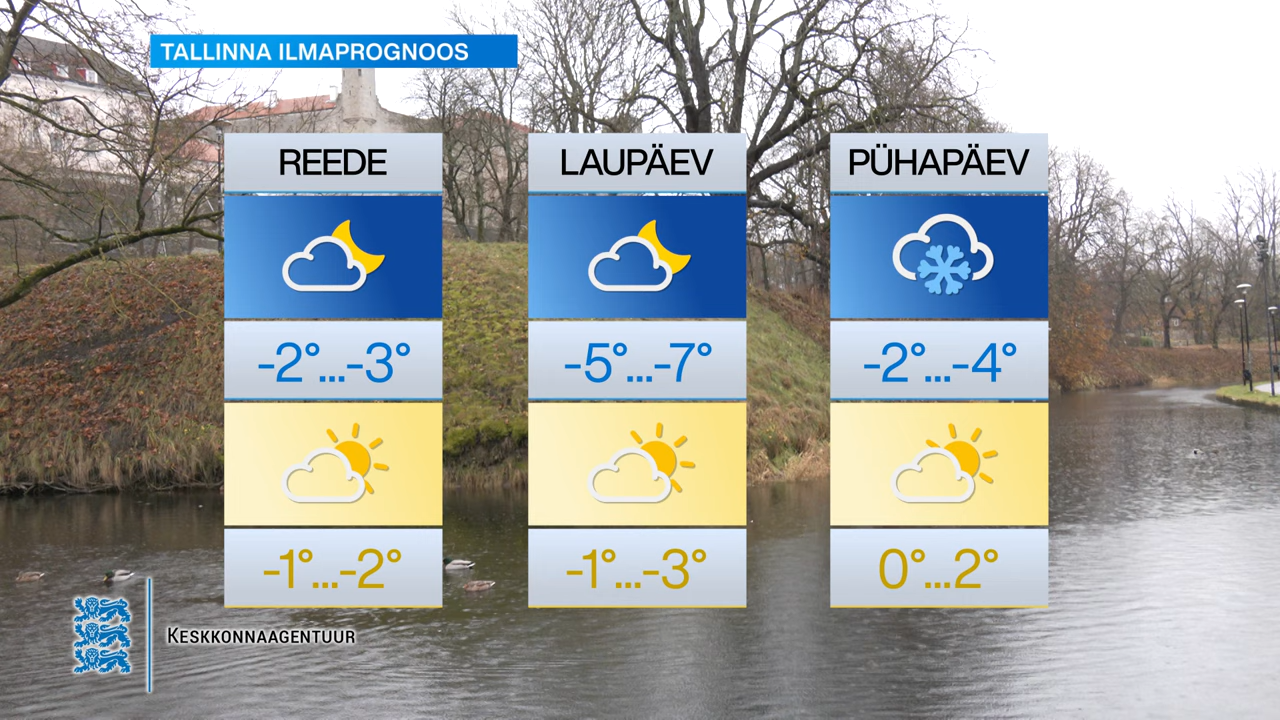 TALLINNA ILMAPROGNOOS
REEDE
-2°...-3°
-1°...-2°
LAUPÄEV
-5°...-7°
-1°...-3°
PÜHAPÄEV
-2°...-4°
0°...2°
KESKKONNAAGENTUUR